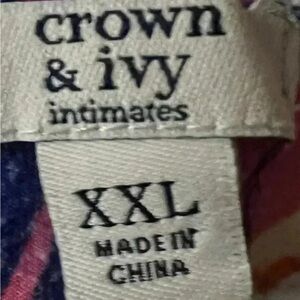 crown
& ivy
intimates
XXL
MADE IN
CHINA